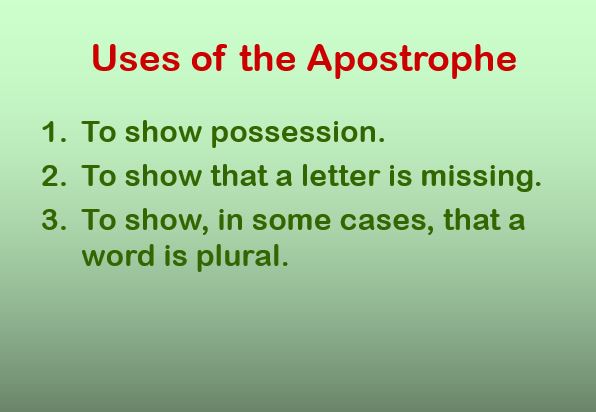 Uses of the Apostrophe
1. To show possession.
2. To show that a letter is missing.
3. To show, in some cases, that a
word is plural.